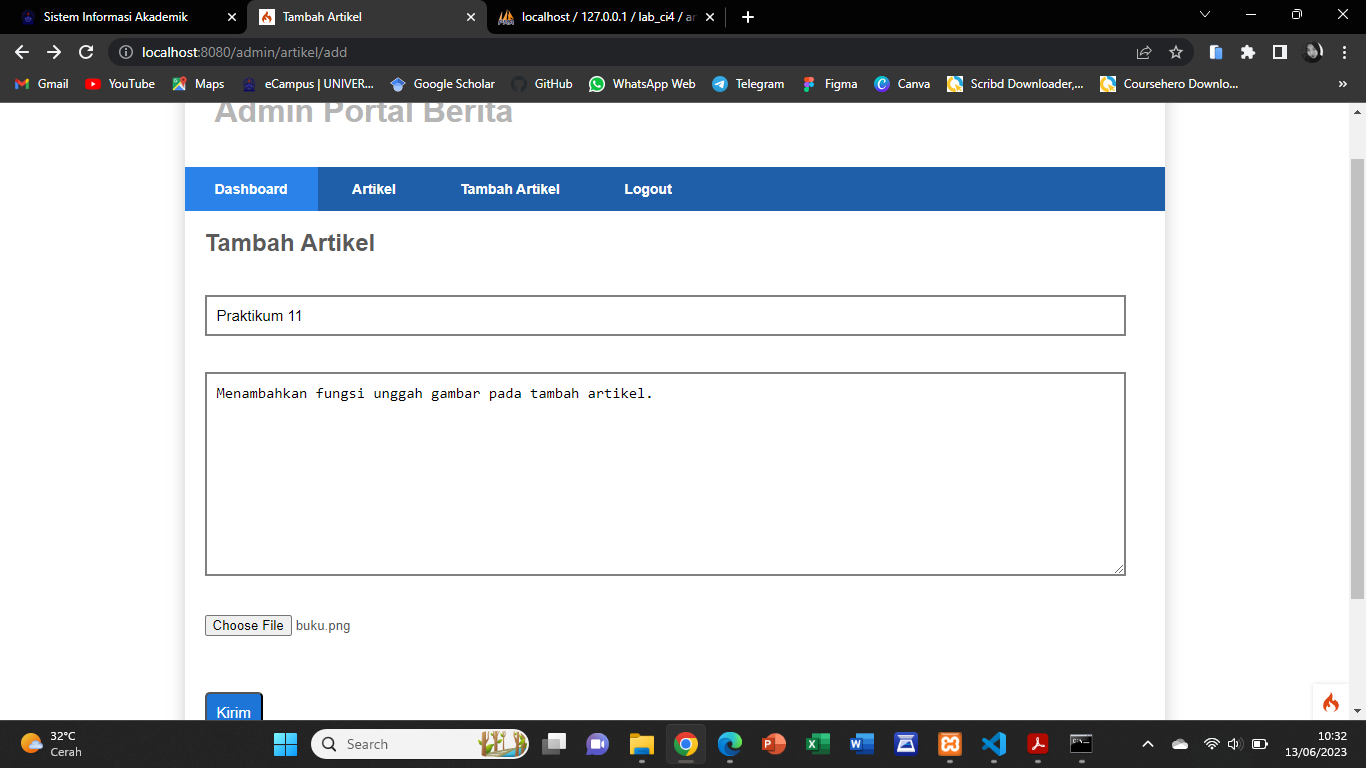 Sistem Informasi Akademik
Tambah Artikel
localhost / 127.0.0.1 / lab_ci4 / ar
localhost:8080/admin/artikel/add
Gmail YouTube Maps eCampus | UNIVER... Google Scholar GitHub WhatsApp Web Telegram Figma Canva Scribd Downloader,... Coursehero Downlo... »
Admin Portal Berita
Dashboard Artikel Tambah Artikel Logout
Tambah Artikel
Praktikum 11
Menambahkan fungsi unggah gambar pada tambah artikel.
Choose File buku.png
Kirim
32°C
Cerah
Search
10:32
13/06/2023